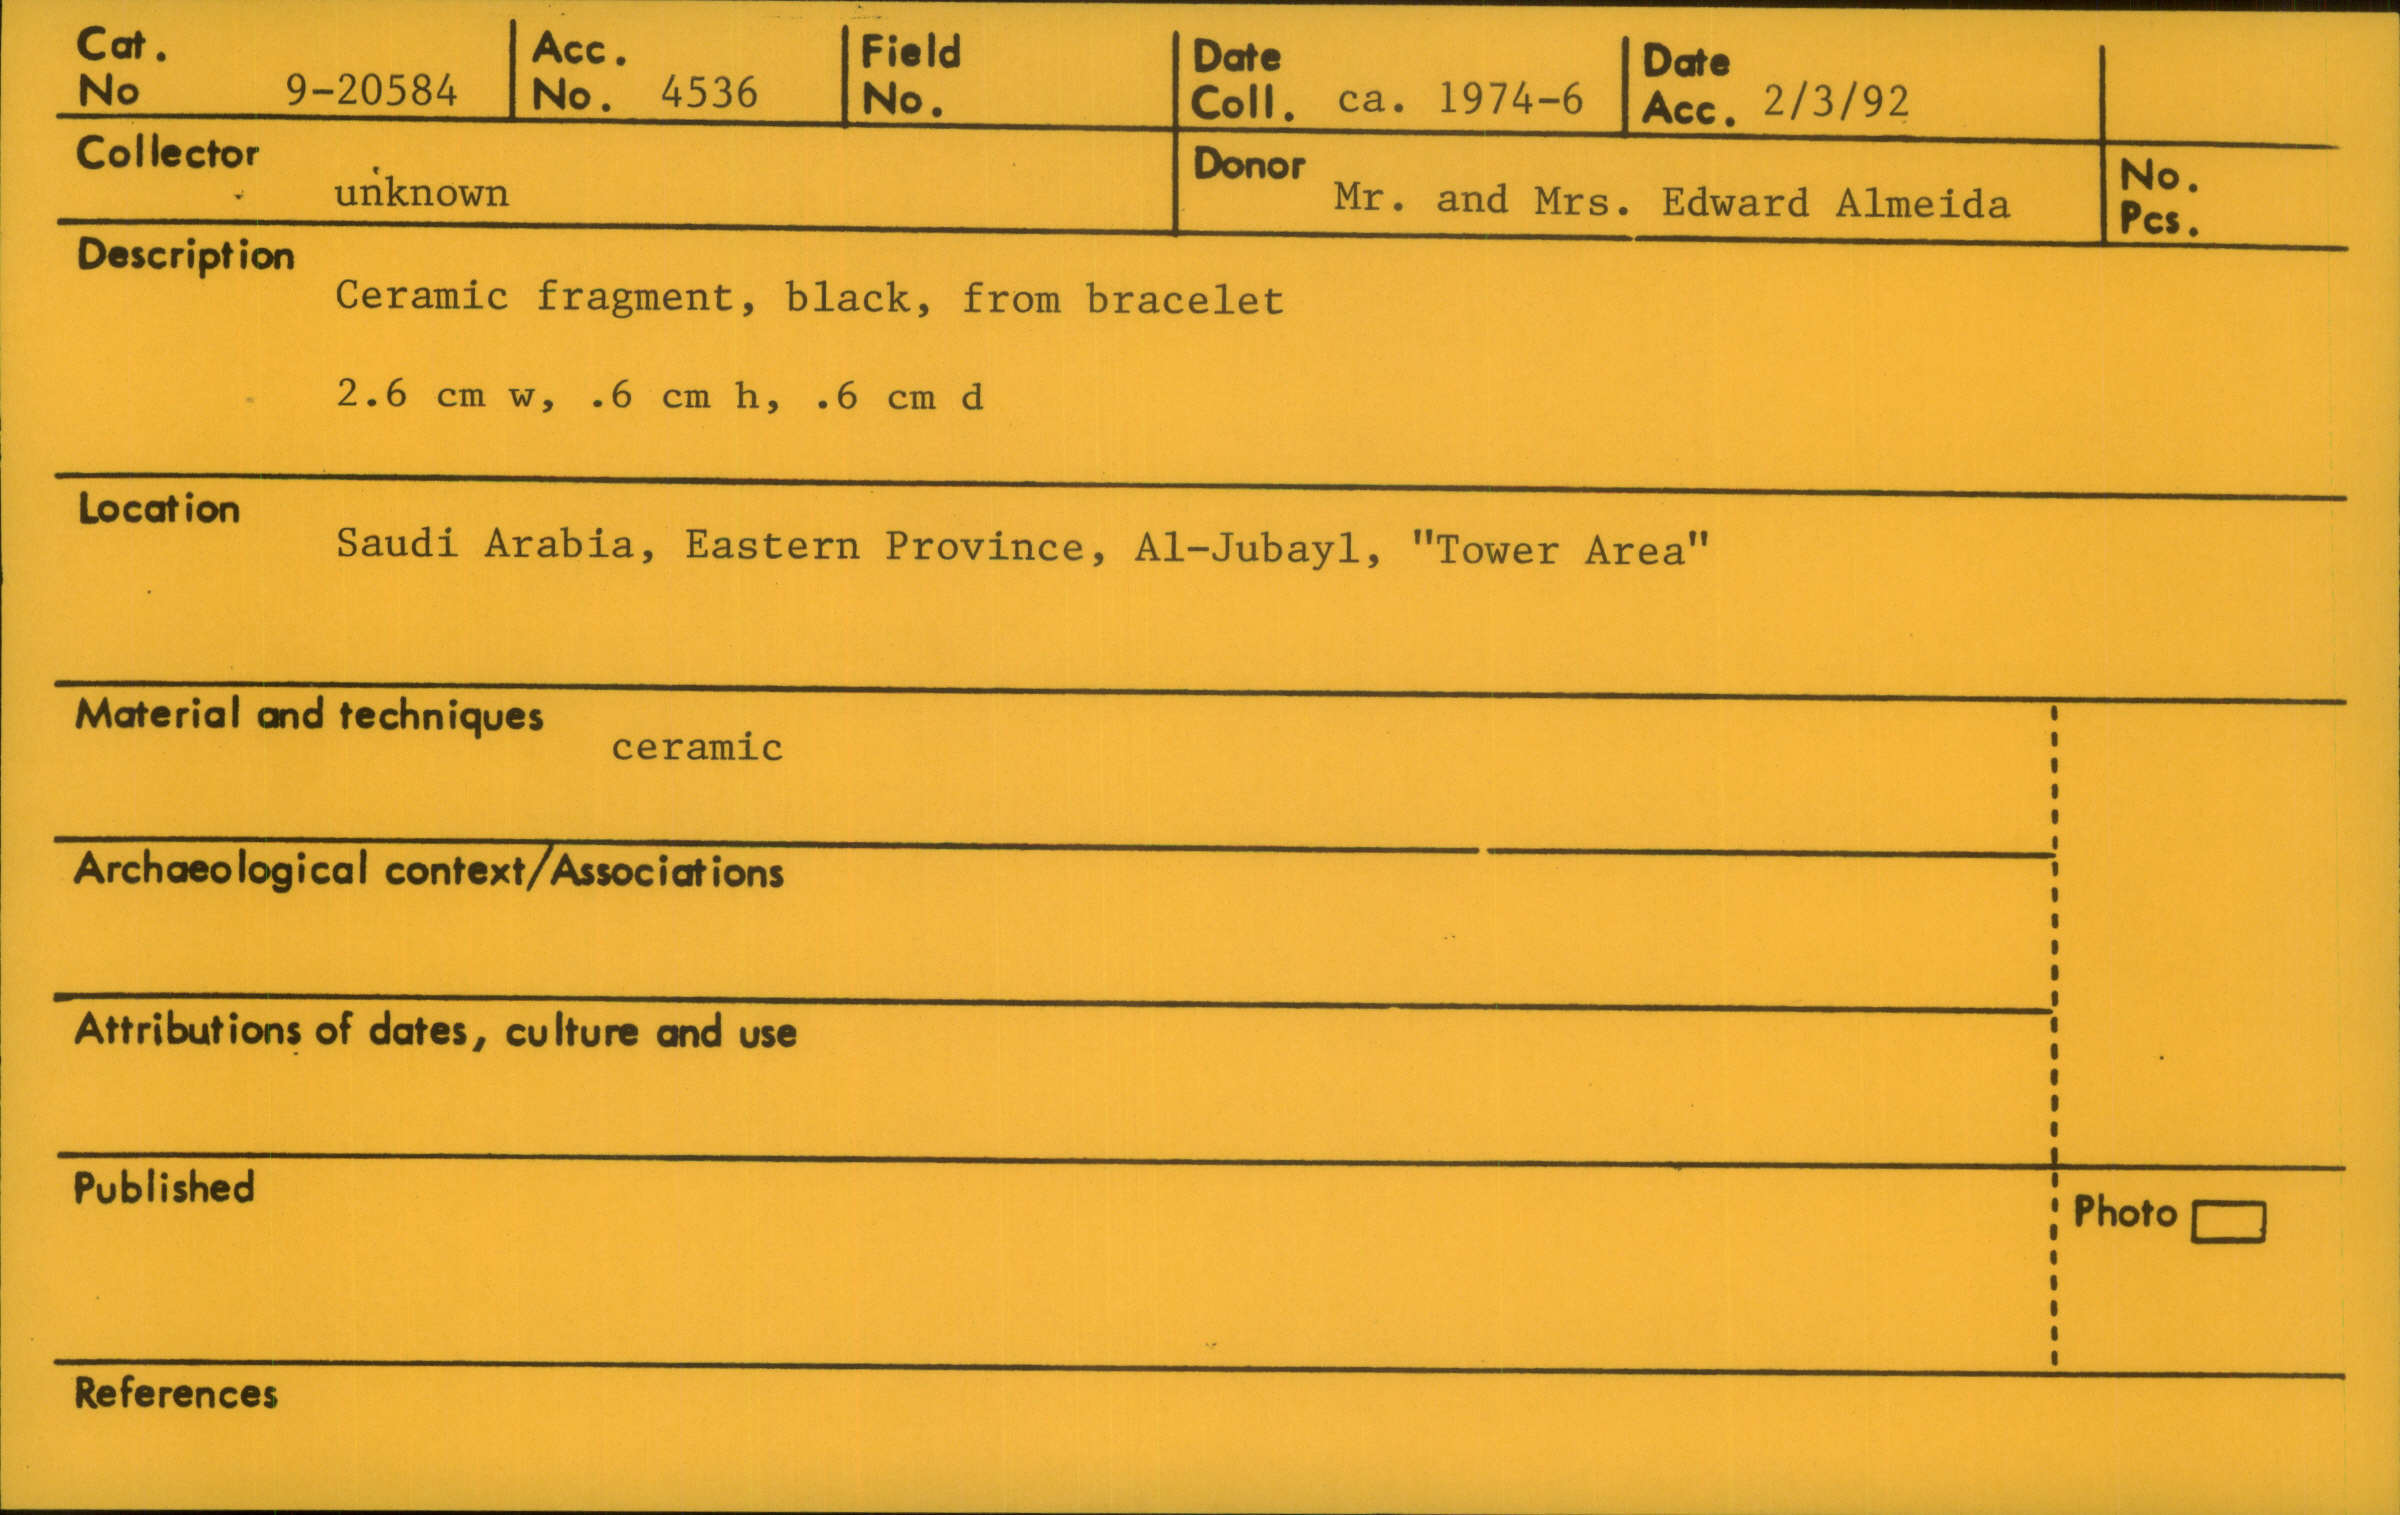 Cat. No 9-20584
Acc. No. 4536
Field No.
Date Coll. ca. 1974-6
Date Acc. 2/3/92
Collector unknown
Donor Mr. and Mrs. Edward Almeida
No. Pcs.
Description
Ceramic fragment, black, from bracelet
2.6 cm w, .6 cm h, .6 cm d
Location
Saudi Arabia, Eastern Province, Al-Jubayl, "Tower Area"
Material and techniques
ceramic
Archaeological context/Associations
Attributions of dates, culture and use
Published
Photo
References